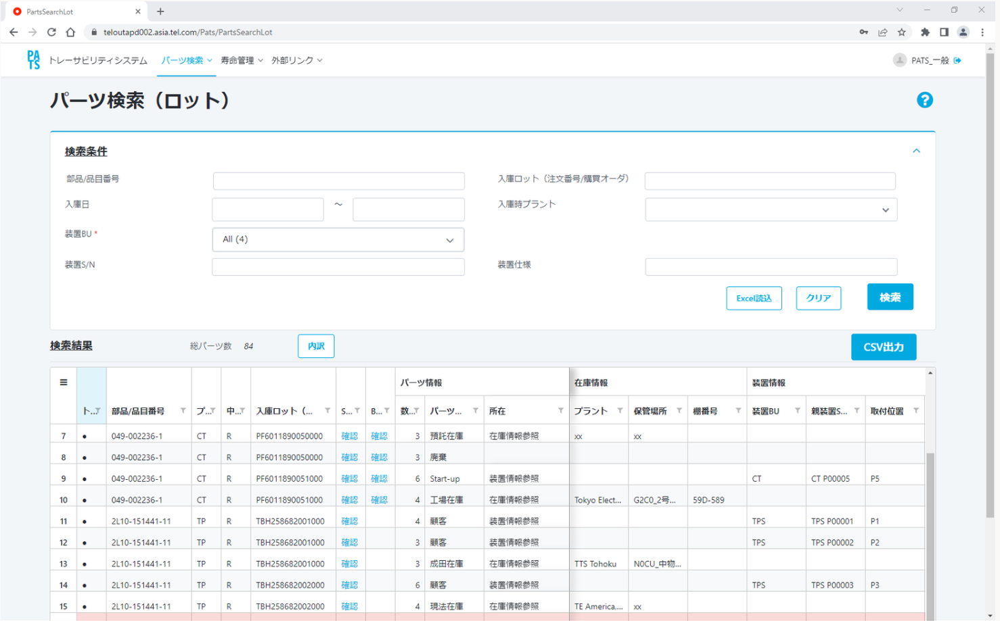 PartsSearchLot
teloutapd002.asia.tel.com/Pats/PartsSearchLot
PATS トレーサビリティシステム パーツ検索 寿命管理 外部リンク PATS_一般
パーツ検索（ロット）
検索条件
部品/品目番号 入庫ロット（注文番号/購買オーダ）
入庫日 ～ 入庫時プラント
装置BU * All (4)
装置S/N 装置仕様
Excel読込 クリア 検索
検索結果 総パーツ数 84 内訳 CSV出力
パーツ情報 在庫情報 装置情報
ト... 部品/品目番号 プ... 中... 入庫ロット（... S... B... 数... パーツ... 所在 プラント 保管場所 棚番号 装置BU 親装置S... 取付位置
7 ● 049-002236-1 CT R PF6011890050000 確認 確認 3 預託在庫 在庫情報参照 xx xx
8 ● 049-002236-1 CT R PF6011890050000 確認 確認 3 廃棄
9 ● 049-002236-1 CT R PF6011890051000 確認 確認 6 Start-up 装置情報参照 CT CT P00005 P5
10 ● 049-002236-1 CT R PF6011890051000 確認 確認 4 工場在庫 在庫情報参照 Tokyo Elect... G2C0_2号... 59D-589
11 ● 2L10-151441-11 TP R TBH258682001000 確認 4 顧客 装置情報参照 TPS TPS P00001 P1
12 ● 2L10-151441-11 TP R TBH258682001000 確認 3 顧客 装置情報参照 TPS TPS P00002 P2
13 ● 2L10-151441-11 TP R TBH258682001000 確認 3 成田在庫 在庫情報参照 TTS Tohoku N0CU_中物...
14 ● 2L10-151441-11 TP R TBH258682002000 確認 6 顧客 装置情報参照 TPS TPS P00003 P3
15 ● 2L10-151441-11 TP R TBH258682002000 確認 4 現法在庫 在庫情報参照 TE America,... xx